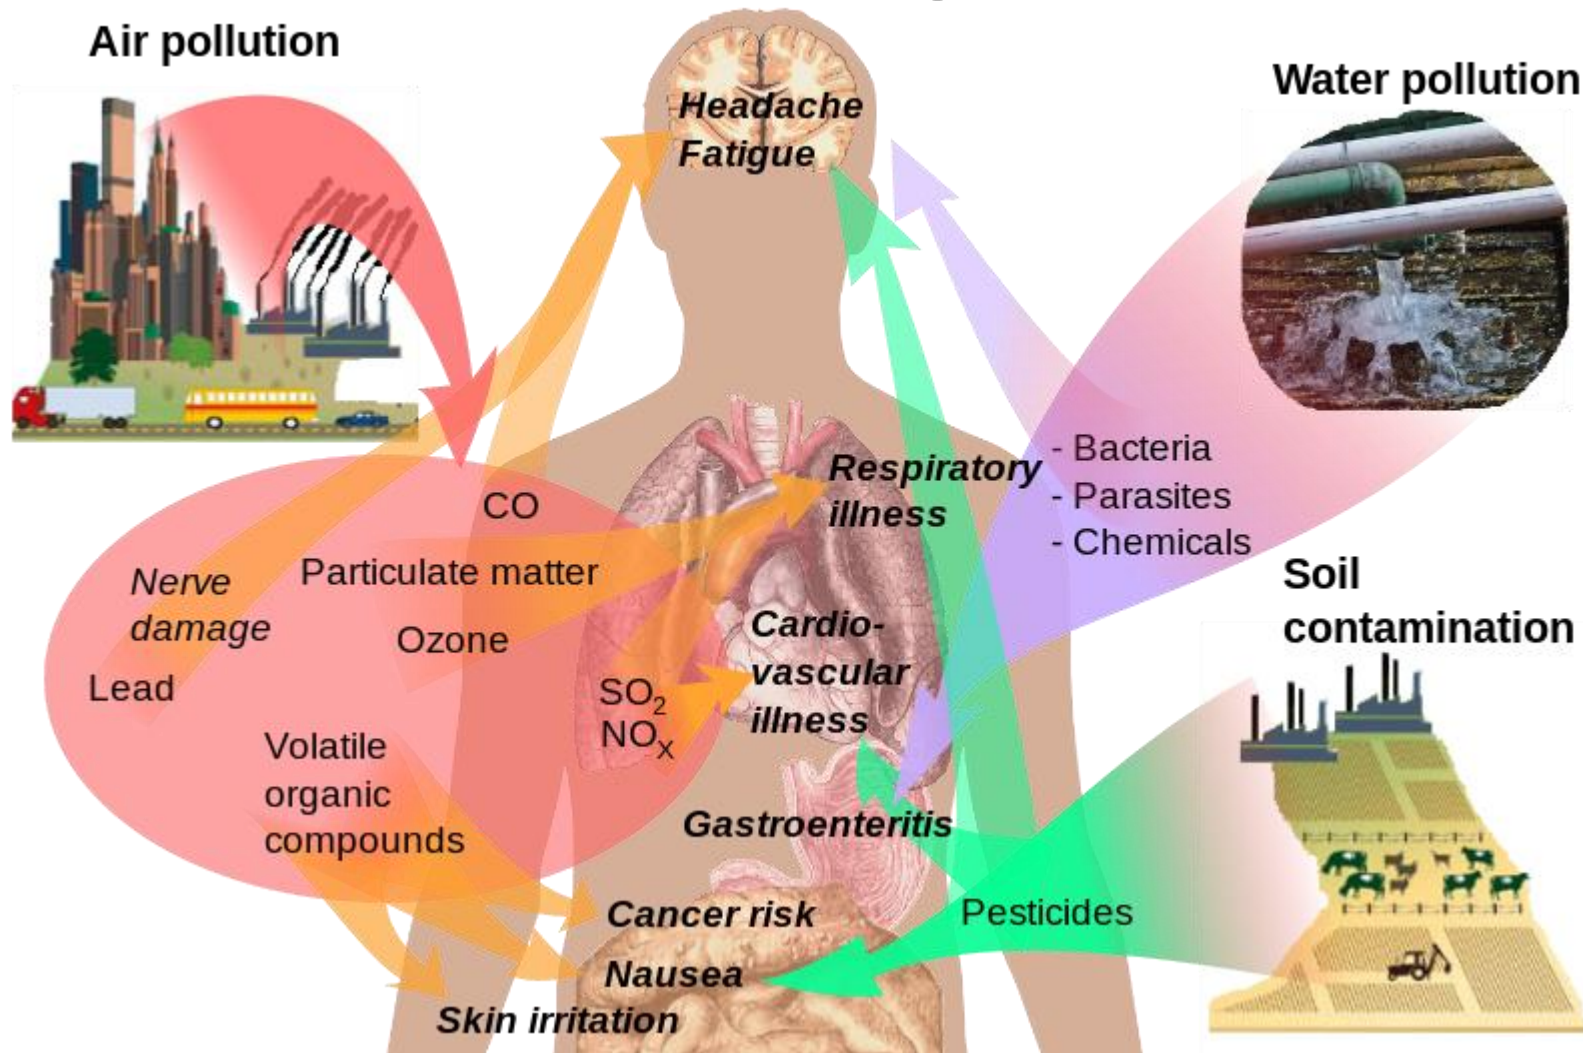 Air pollution
Water pollution
Headache
Fatigue
Respiratory
illness
- Bacteria
- Parasites
- Chemicals
CO
Particulate matter
Nerve
damage
Ozone
Lead
Soil
contamination
Cardio-
vascular
illness
SO₂
NOₓ
Volatile
organic
compounds
Gastroenteritis
Cancer risk
Pesticides
Nausea
Skin irritation